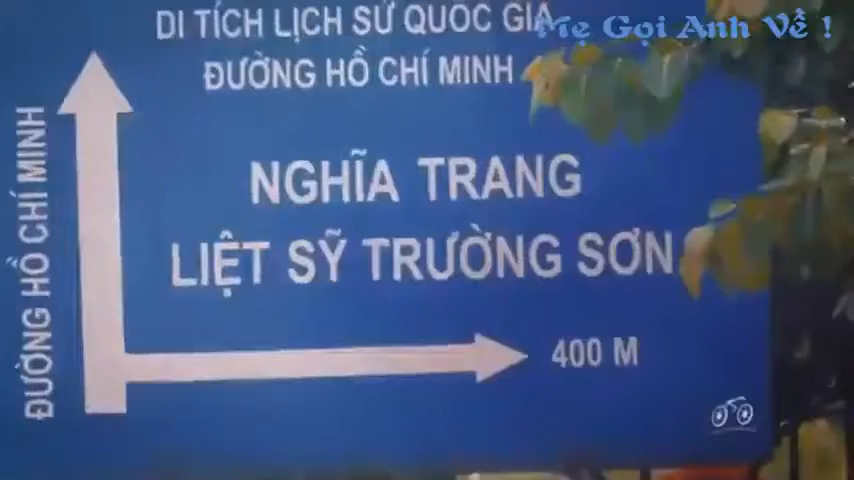 DI TÍCH LỊCH SỬ QUỐC GIA
Mẹ Gọi Anh Về !
ĐƯỜNG HỒ CHÍ MINH
NGHĨA TRANG
LIỆT SỸ TRƯỜNG SƠN
400 M
ĐƯỜNG HỒ CHÍ MINH